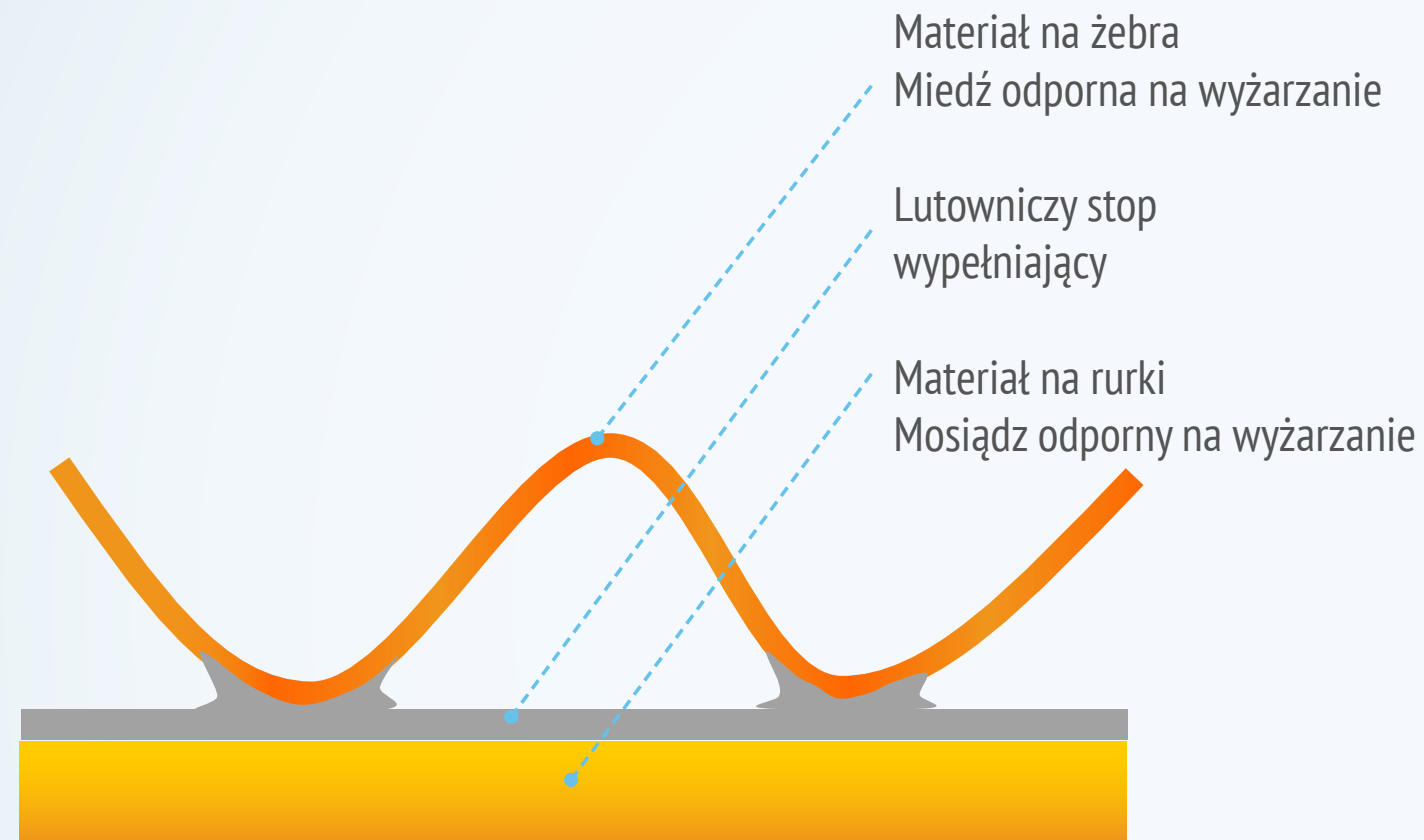 Materiał na żebra
Miedź odporna na wyżarzanie
Lutowniczy stop
wypełniający
Materiał na rurki
Mosiądz odporny na wyżarzanie